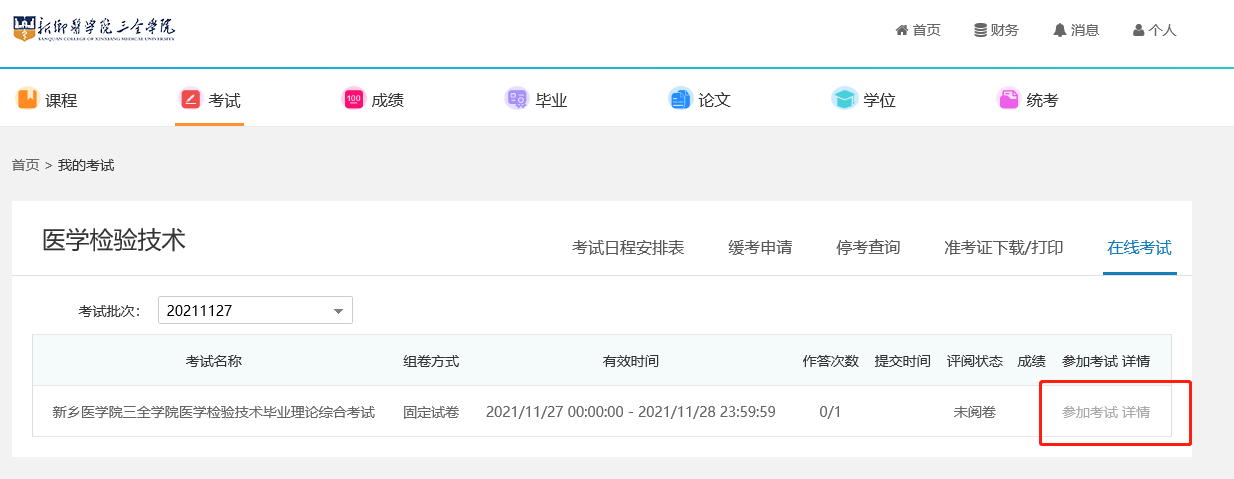 新乡医学院三全学院
SANQUAN COLLEGE OF XINXIANG MEDICAL UNIVERSITY
首页 财务 消息 个人
课程 考试 100 成绩 毕业 论文 学位 统考
首页 > 我的考试
医学检验技术
考试日程安排表 缓考申请 停考查询 准考证下载/打印 在线考试
考试批次： 20211127
考试名称 组卷方式 有效时间 作答次数 提交时间 评阅状态 成绩 参加考试 详情
新乡医学院三全学院医学检验技术毕业理论综合考试 固定试卷 2021/11/27 00:00:00 - 2021/11/28 23:59:59 0/1 未阅卷 参加考试 详情